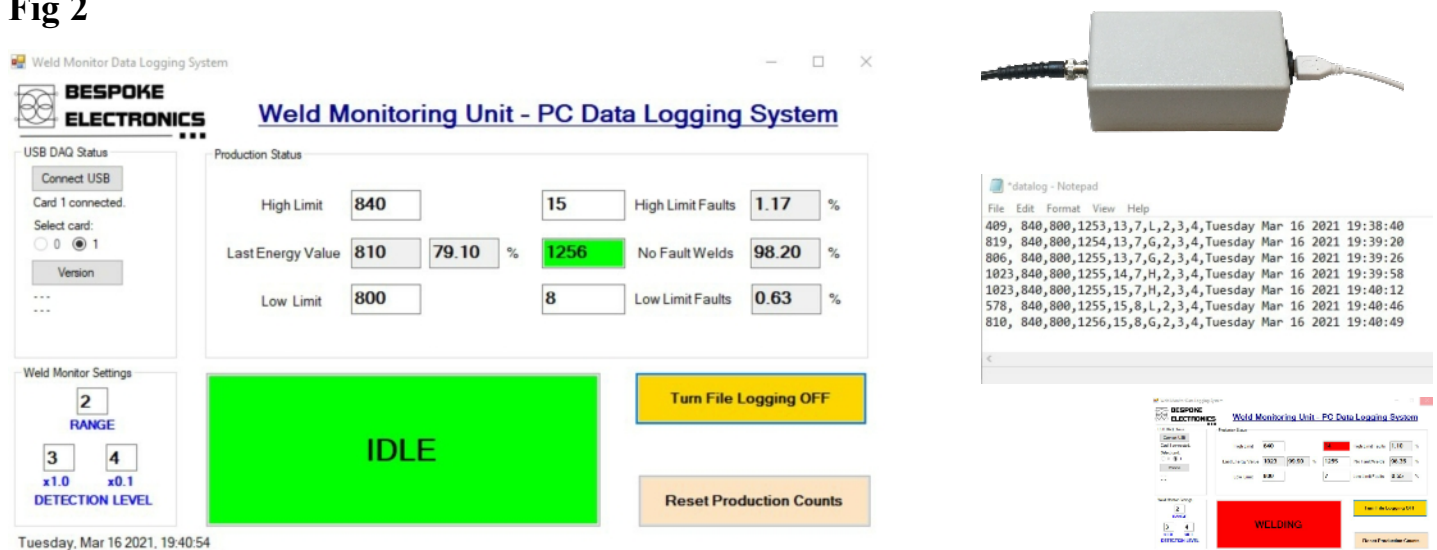 Fig 2
Weld Monitor Data Logging System
BESPOKE
ELECTRONICS
Weld Monitoring Unit - PC Data Logging System
USB DAQ Status
Connect USB
Card 1 connected.
Select card:
0 1
Version
---
---
Production Status
High Limit 840 15 High Limit Faults 1.17 %
Last Energy Value 810 79.10 % 1256 No Fault Welds 98.20 %
Low Limit 800 8 Low Limit Faults 0.63 %
Weld Monitor Settings
2
RANGE
3 4
x1.0 x0.1
DETECTION LEVEL
IDLE
Turn File Logging OFF
Reset Production Counts
Tuesday, Mar 16 2021, 19:40:54
*datalog - Notepad
File Edit Format View Help
409, 840,800,1253,13,7,L,2,3,4,Tuesday Mar 16 2021 19:38:40
819, 840,800,1254,13,7,G,2,3,4,Tuesday Mar 16 2021 19:39:20
806, 840,800,1255,13,7,G,2,3,4,Tuesday Mar 16 2021 19:39:26
1023,840,800,1255,14,7,H,2,3,4,Tuesday Mar 16 2021 19:39:58
1023,840,800,1255,15,7,H,2,3,4,Tuesday Mar 16 2021 19:40:12
578, 840,800,1255,15,8,L,2,3,4,Tuesday Mar 16 2021 19:40:46
810, 840,800,1256,15,8,G,2,3,4,Tuesday Mar 16 2021 19:40:49
BESPOKE
ELECTRONICS
Weld Monitoring Unit - PC Data Logging System
840
1023 99.90 % 1255
WELDING